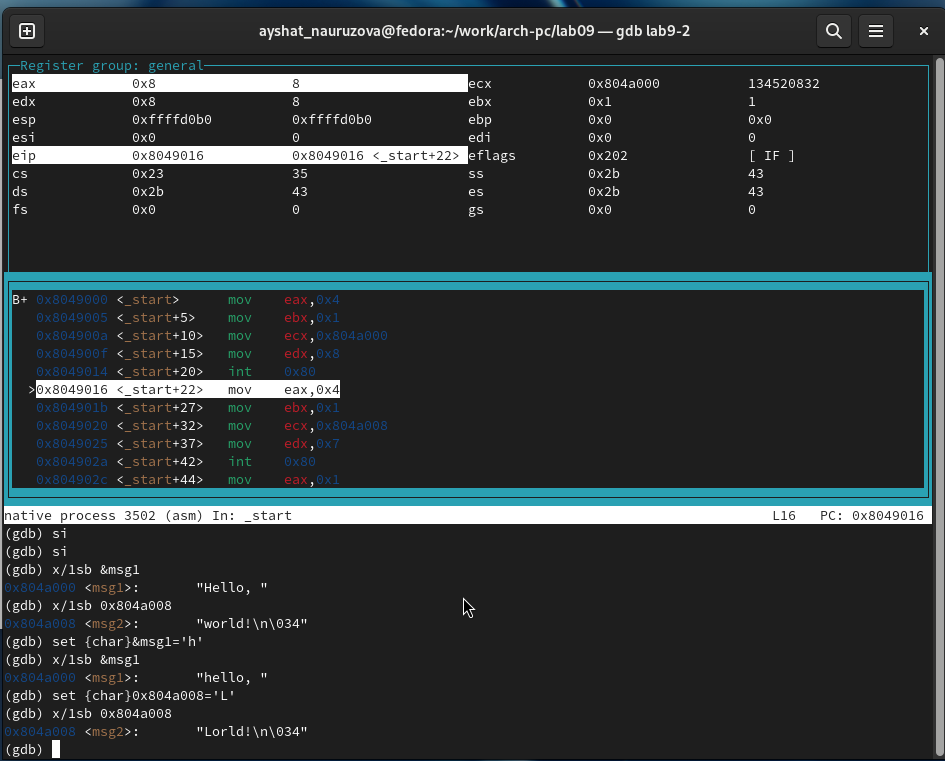 ayshat_nauruzova@fedora:~/work/arch-pc/lab09 — gdb lab9-2
Register group: general
eax 0x8 8 ecx 0x804a000 134520832
edx 0x8 8 ebx 0x1 1
esp 0xffffd0b0 0xffffd0b0 ebp 0x0 0x0
esi 0x0 0 edi 0x0 0
eip 0x8049016 0x8049016 <_start+22> eflags 0x202 [ IF ]
cs 0x23 35 ss 0x2b 43
ds 0x2b 43 es 0x2b 43
fs 0x0 0 gs 0x0 0
B+ 0x8049000 <_start> mov eax,0x4
0x8049005 <_start+5> mov ebx,0x1
0x804900a <_start+10> mov ecx,0x804a000
0x804900f <_start+15> mov edx,0x8
0x8049014 <_start+20> int 0x80
>0x8049016 <_start+22> mov eax,0x4
0x804901b <_start+27> mov ebx,0x1
0x8049020 <_start+32> mov ecx,0x804a008
0x8049025 <_start+37> mov edx,0x7
0x804902a <_start+42> int 0x80
0x804902c <_start+44> mov eax,0x1
native process 3502 (asm) In: _start L16 PC: 0x8049016
(gdb) si
(gdb) si
(gdb) x/1sb &msg1
0x804a000 <msg1>: "Hello, "
(gdb) x/1sb 0x804a008
0x804a008 <msg2>: "world!\n\034"
(gdb) set {char}&msg1='h'
(gdb) x/1sb &msg1
0x804a000 <msg1>: "hello, "
(gdb) set {char}0x804a008='L'
(gdb) x/1sb 0x804a008
0x804a008 <msg2>: "Lorld!\n\034"
(gdb)